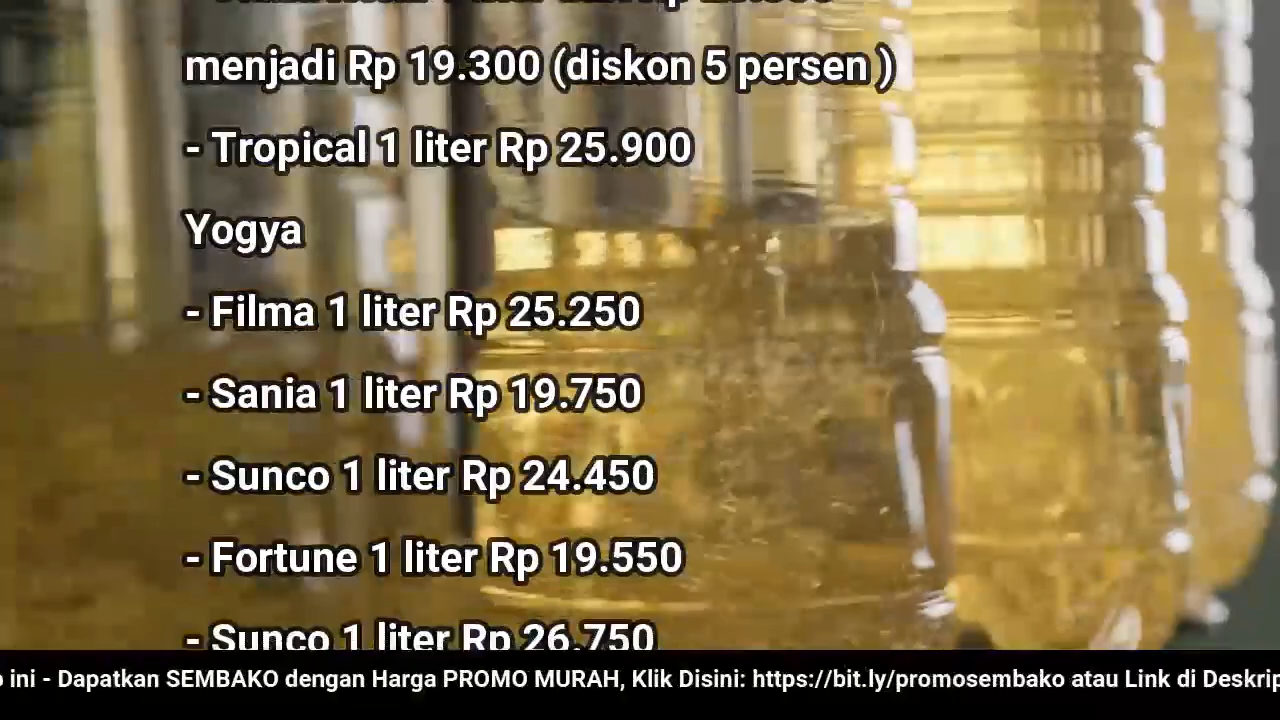 menjadi Rp 19.300 (diskon 5 persen )
- Tropical 1 liter Rp 25.900
Yogya
- Filma 1 liter Rp 25.250
- Sania 1 liter Rp 19.750
- Sunco 1 liter Rp 24.450
- Fortune 1 liter Rp 19.550
- Sunco 1 liter Rp 26.750
ini - Dapatkan SEMBAKO dengan Harga PROMO MURAH, Klik Disini: https://bit.ly/promosembako atau Link di Deskrip